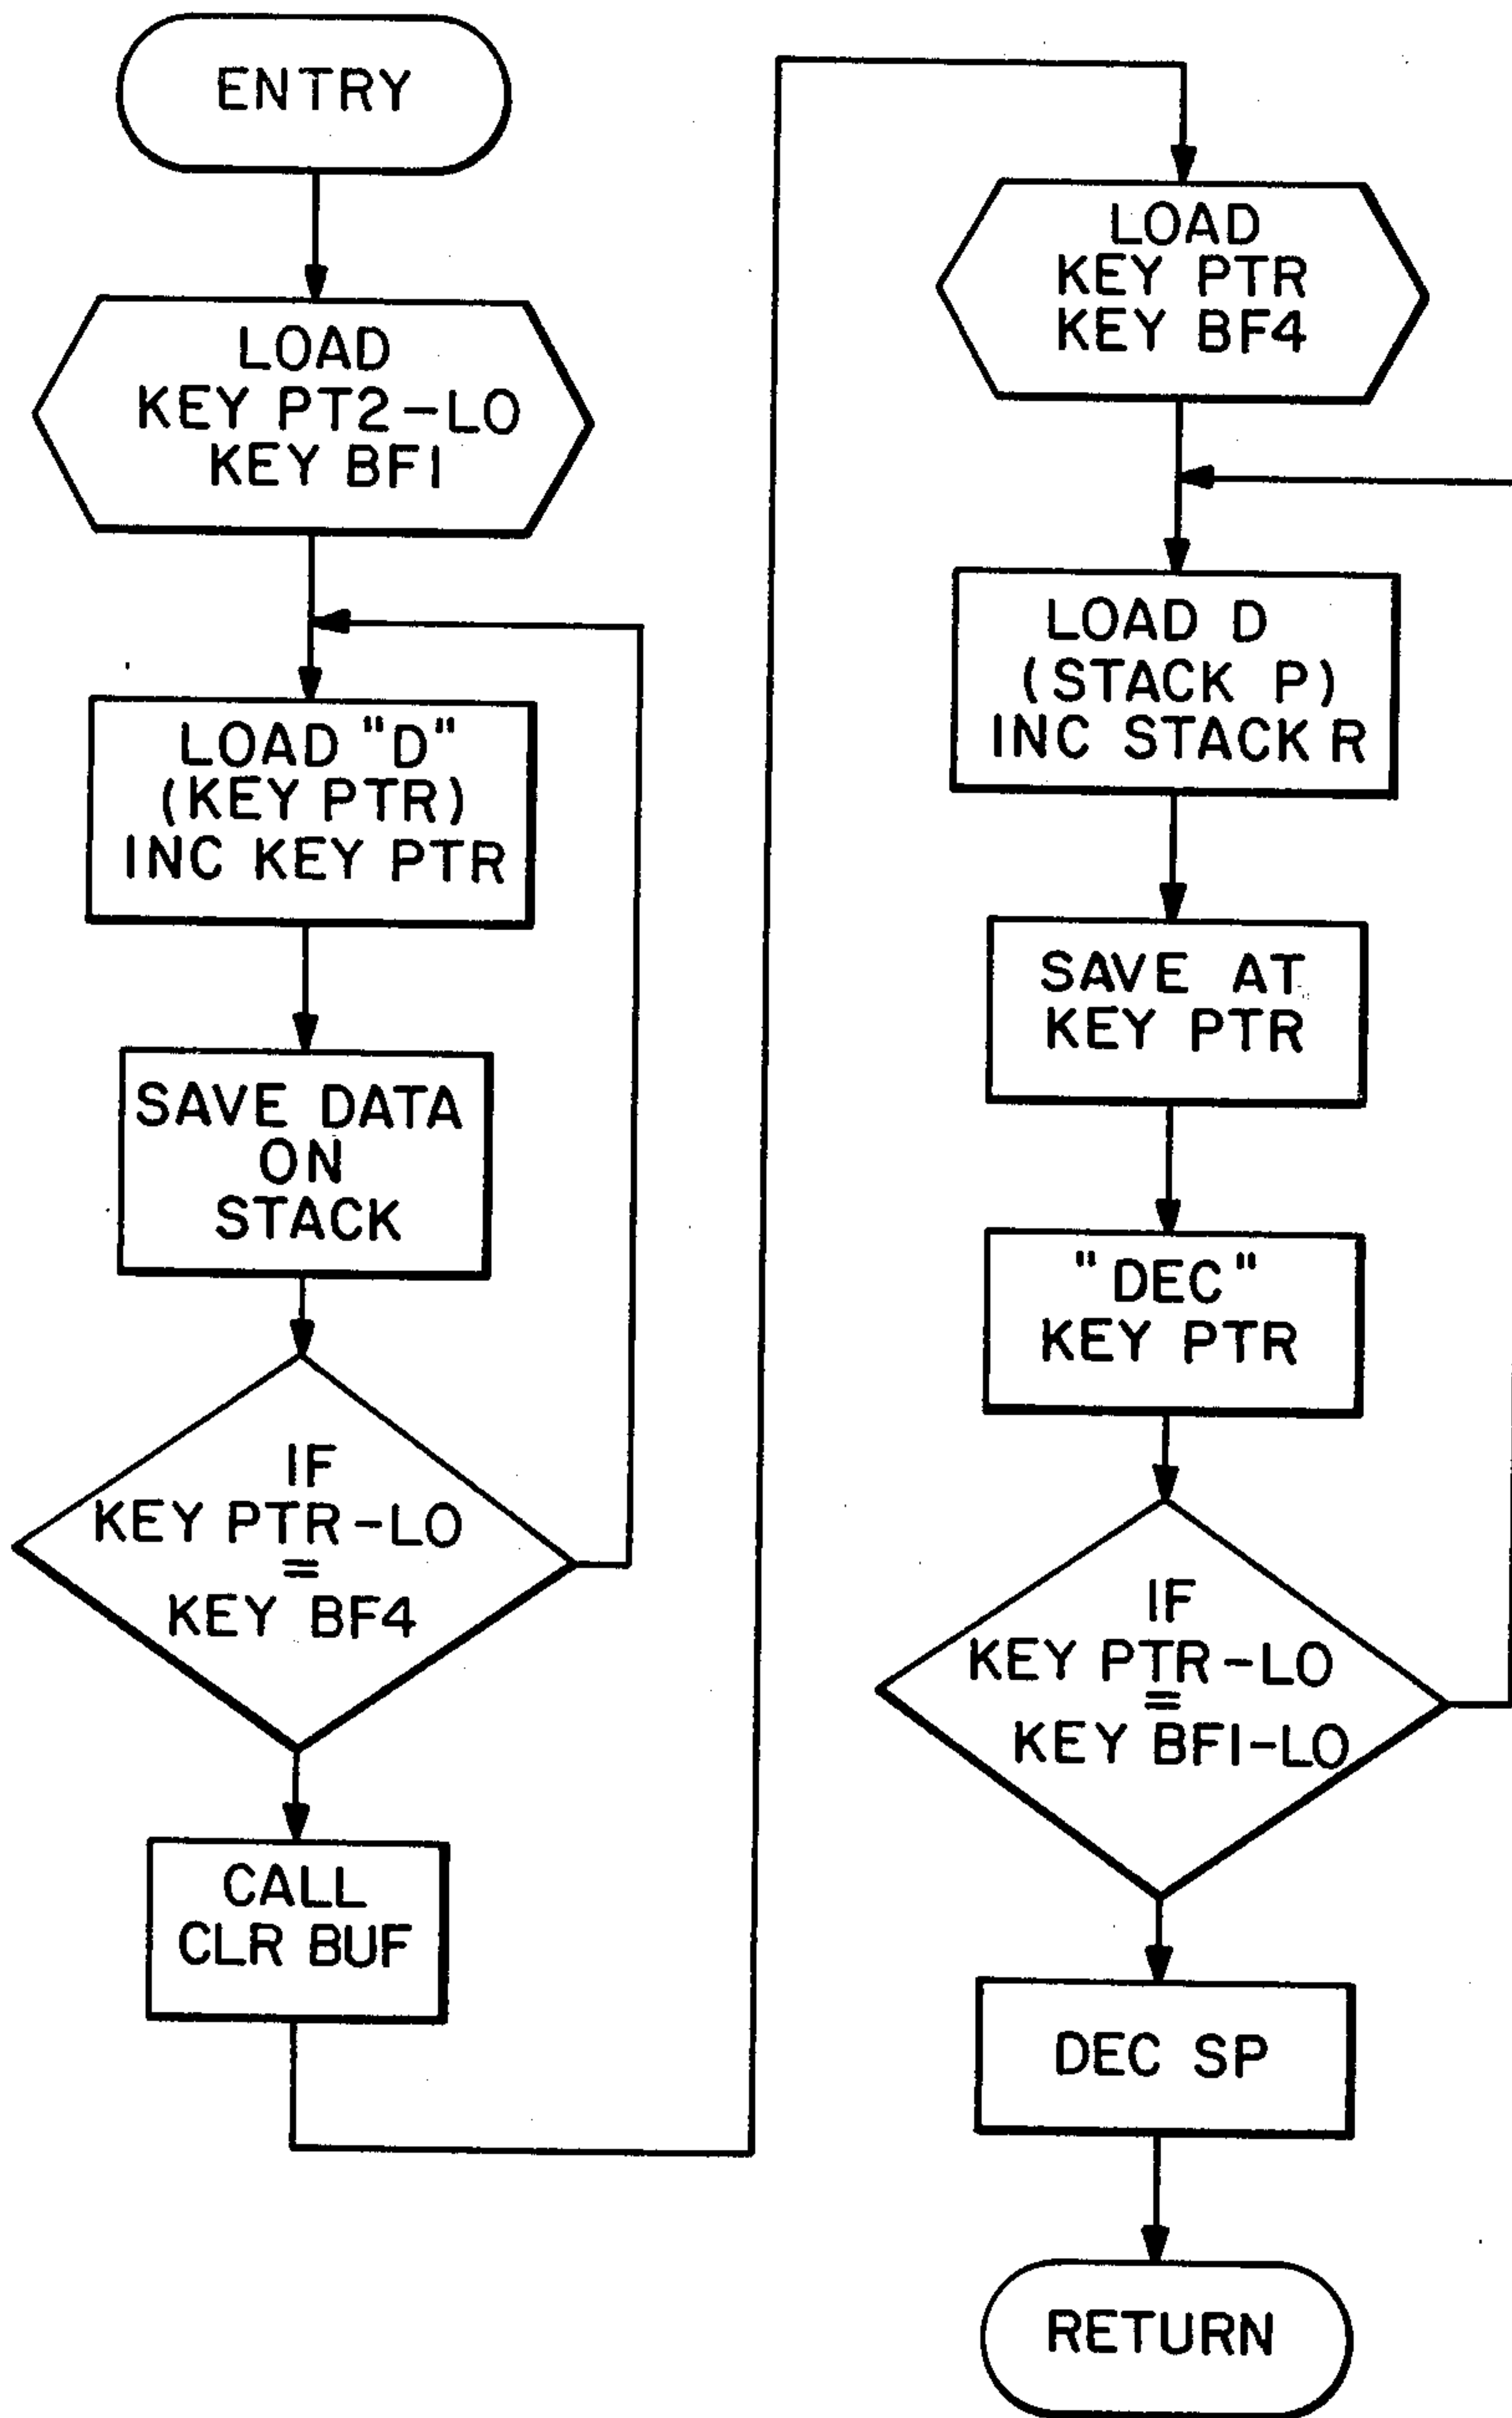 ENTRY
LOAD
KEY PT2-LO
KEY BF1
LOAD "D"
(KEY PTR)
INC KEY PTR
SAVE DATA
ON
STACK
IF
KEY PTR-LO
=
KEY BF4
CALL
CLR BUF
LOAD
KEY PTR
KEY BF4
LOAD D
(STACK P)
INC STACK R
SAVE AT
KEY PTR
"DEC"
KEY PTR
IF
KEY PTR-LO
=
KEY BF1-LO
DEC SP
RETURN